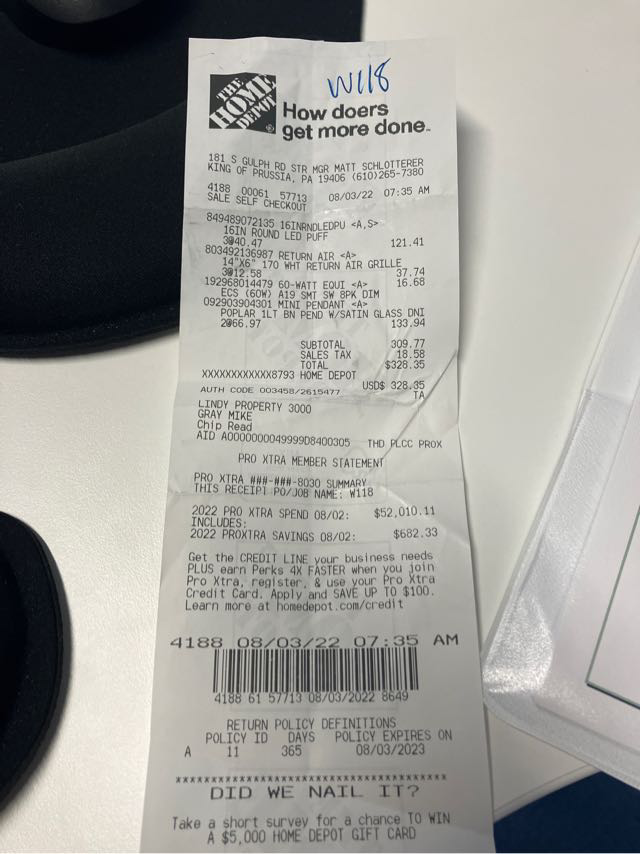 W118
THE
HOME
DEPOT
How doers
get more done.
181 S GULPH RD STR MGR MATT SCHLOTTERER
KING OF PRUSSIA, PA 19406 (610)265-7380
4188 00061 57713 08/03/22 07:35 AM
SALE SELF CHECKOUT
849489072135 16INRNDLEDPU <A,S>
16IN ROUND LED PUFF
3@40.47 121.41
803492136987 RETURN AIR <A>
14"X6" 170 WHT RETURN AIR GRILLE
3@12.58 37.74
192968014479 60-WATT EQUI <A> 16.68
ECS (60W) A19 SMT SW 8PK DIM
092903904301 MINI PENDANT <A>
POPLAR 1LT BN PEND W/SATIN GLASS DNI
2@66.97 133.94
SUBTOTAL 309.77
SALES TAX 18.58
TOTAL $328.35
XXXXXXXXXXXX8793 HOME DEPOT
USD$ 328.35
AUTH CODE 003458/2615477 TA
LINDY PROPERTY 3000
GRAY MIKE
Chip Read
AID A0000000049999D8400305 THD PLCC PROX
PRO XTRA MEMBER STATEMENT
PRO XTRA ###-###-8030 SUMMARY
THIS RECEIPT PO/JOB NAME: W118
2022 PRO XTRA SPEND 08/02: $52,010.11
INCLUDES:
2022 PROXTRA SAVINGS 08/02: $682.33
Get the CREDIT LINE your business needs
PLUS earn Perks 4X FASTER when you join
Pro Xtra, register, & use your Pro Xtra
Credit Card. Apply and SAVE UP TO $100.
Learn more at homedepot.com/credit
4188 08/03/22 07:35 AM
4188 61 57713 08/03/2022 8649
RETURN POLICY DEFINITIONS
POLICY ID DAYS POLICY EXPIRES ON
A 11 365 08/03/2023
DID WE NAIL IT?
Take a short survey for a chance TO WIN
A $5,000 HOME DEPOT GIFT CARD